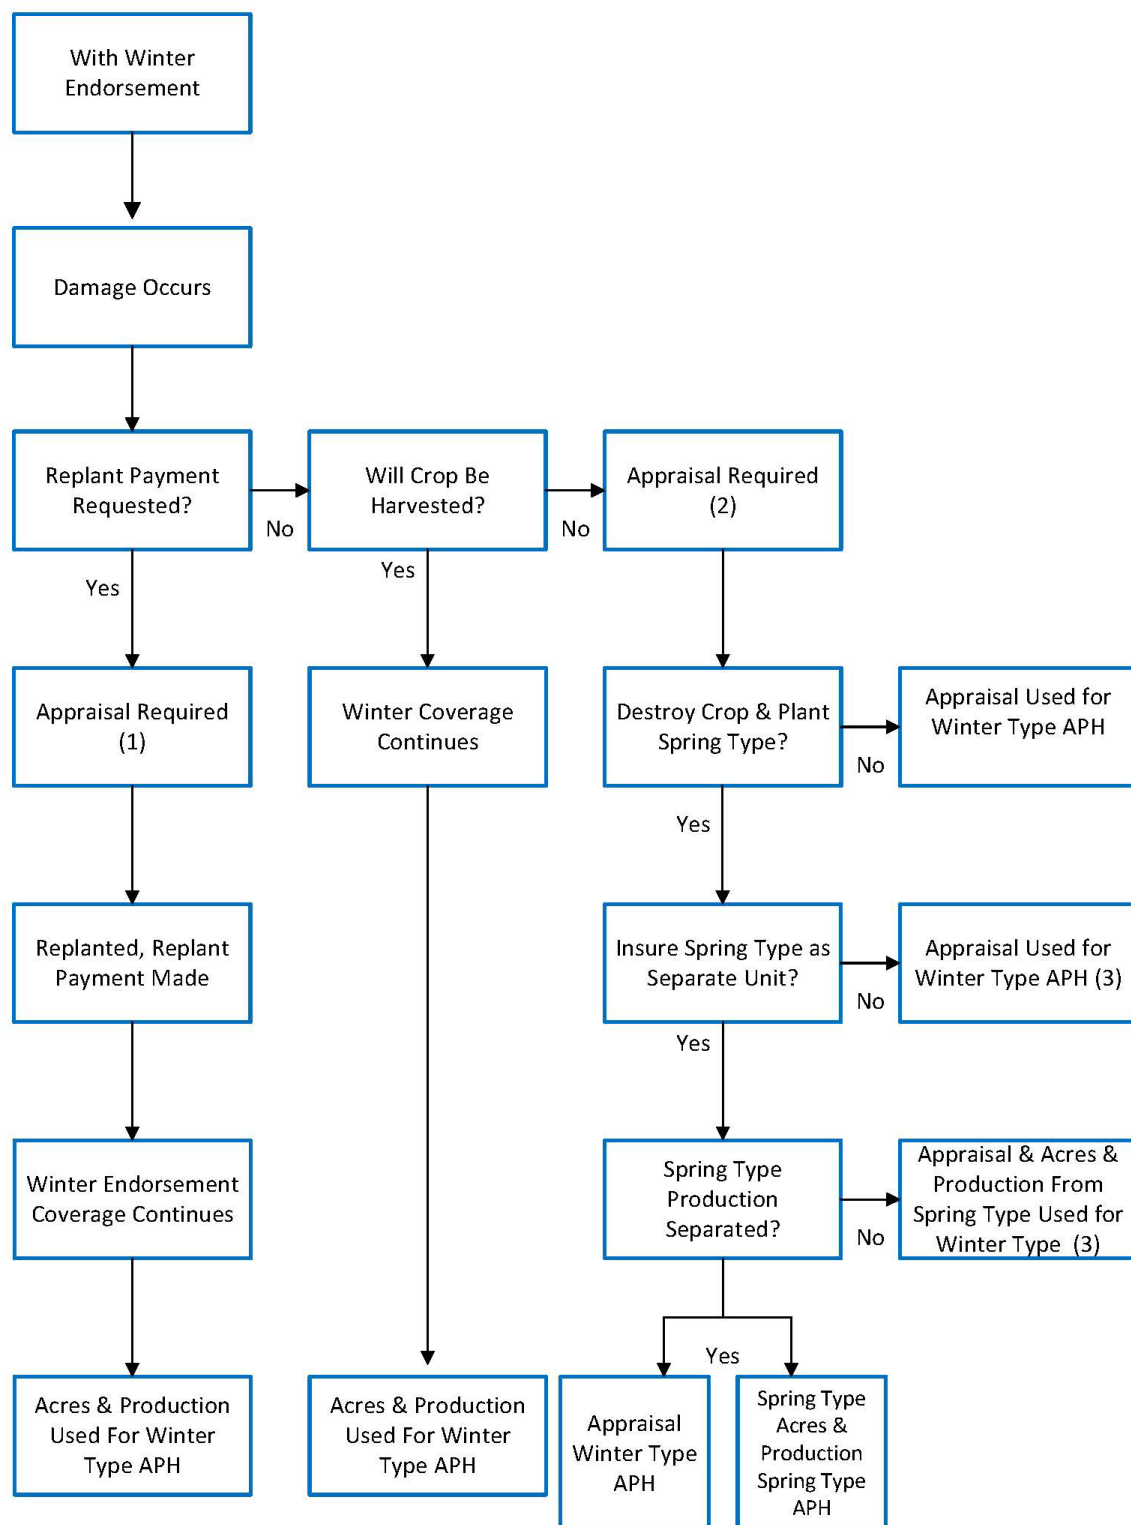 With Winter
Endorsement
Damage Occurs
Replant Payment
Requested?
No
Will Crop Be
Harvested?
No
Appraisal Required
(2)
Yes
Yes
Appraisal Required
(1)
Winter Coverage
Continues
Destroy Crop & Plant
Spring Type?
No
Appraisal Used for
Winter Type APH
Yes
Replanted, Replant
Payment Made
Insure Spring Type as
Separate Unit?
No
Appraisal Used for
Winter Type APH (3)
Yes
Winter Endorsement
Coverage Continues
Spring Type
Production
Separated?
No
Appraisal & Acres &
Production From
Spring Type Used for
Winter Type (3)
Yes
Acres & Production
Used For Winter
Type APH
Acres & Production
Used For Winter
Type APH
Appraisal
Winter Type
APH
Spring Type
Acres &
Production
Spring Type
APH